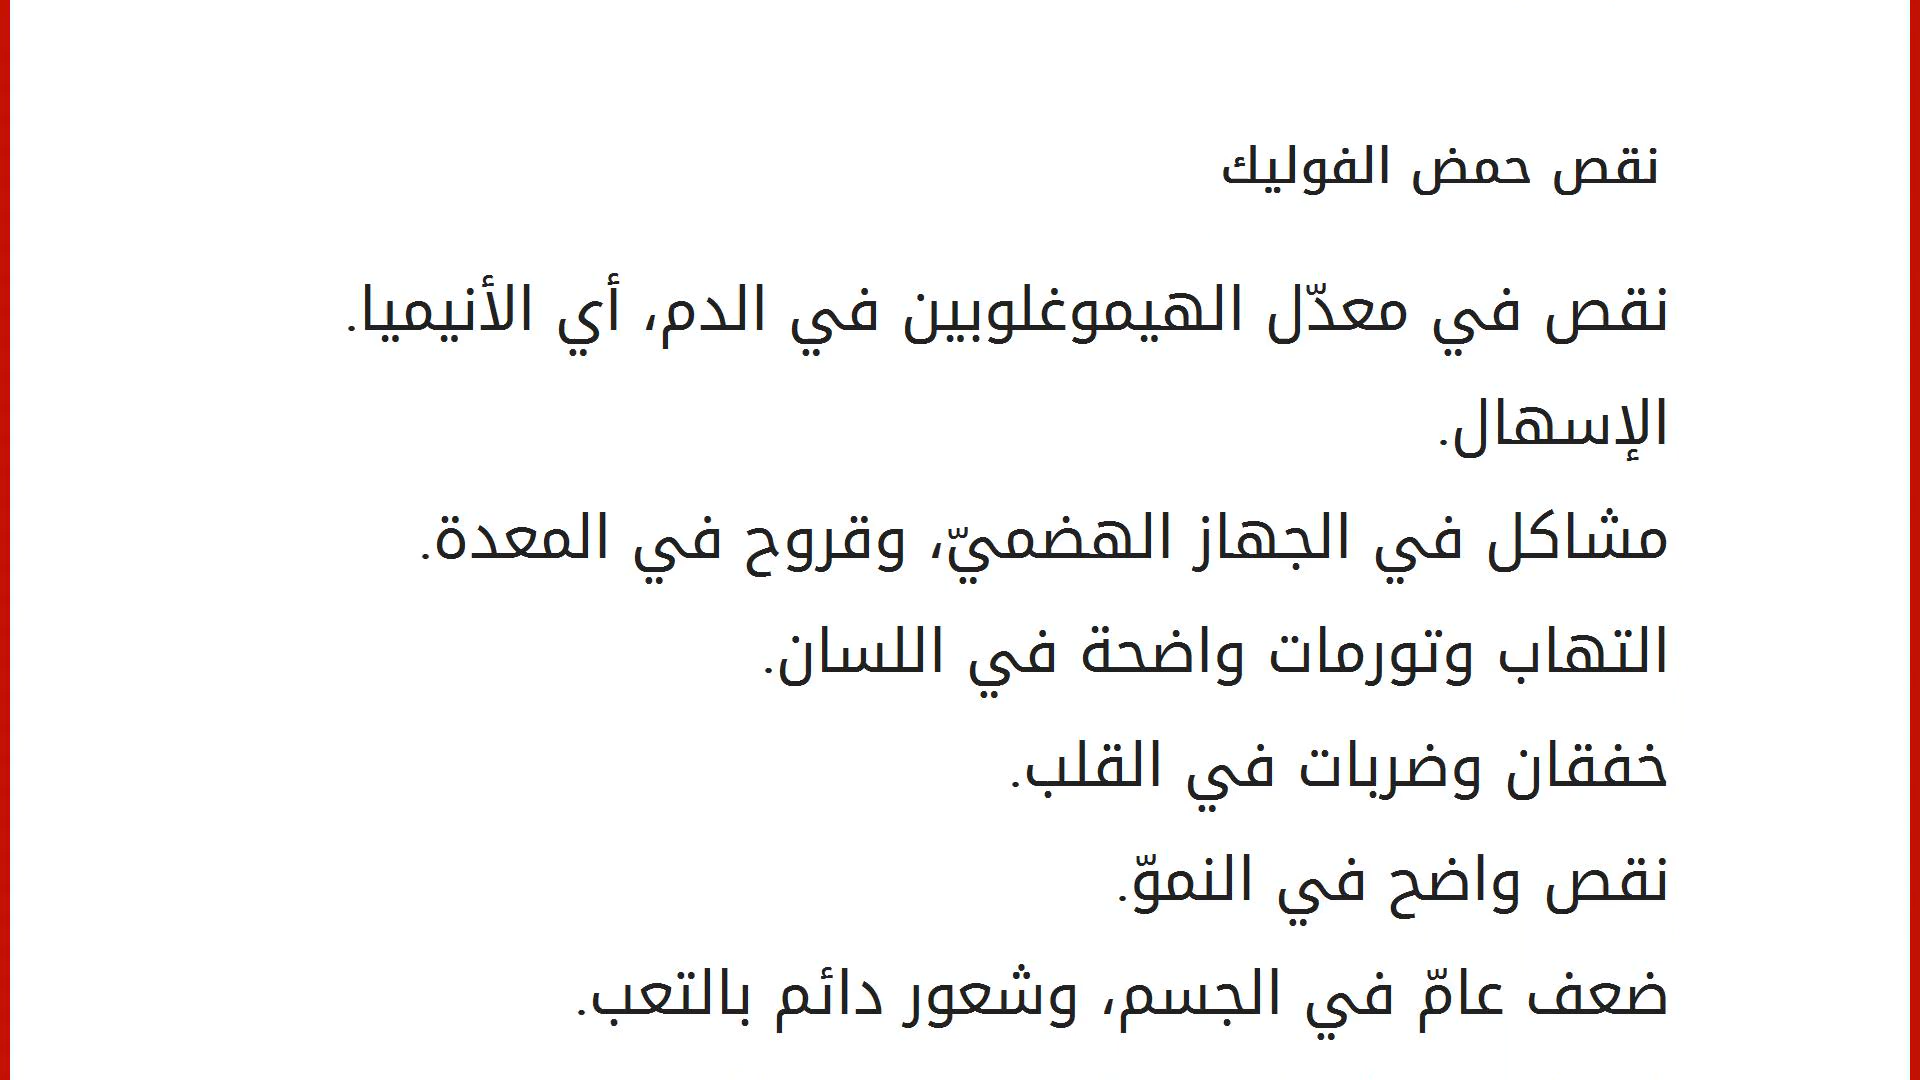 نقص حمض الفوليك
نقص في معدّل الهيموغلوبين في الدم، أي الأنيميا.
الإسهال.
مشاكل في الجهاز الهضميّ، وقروح في المعدة.
التهاب وتورمات واضحة في اللسان.
خفقان وضربات في القلب.
نقص واضح في النموّ.
ضعف عامّ في الجسم، وشعور دائم بالتعب.